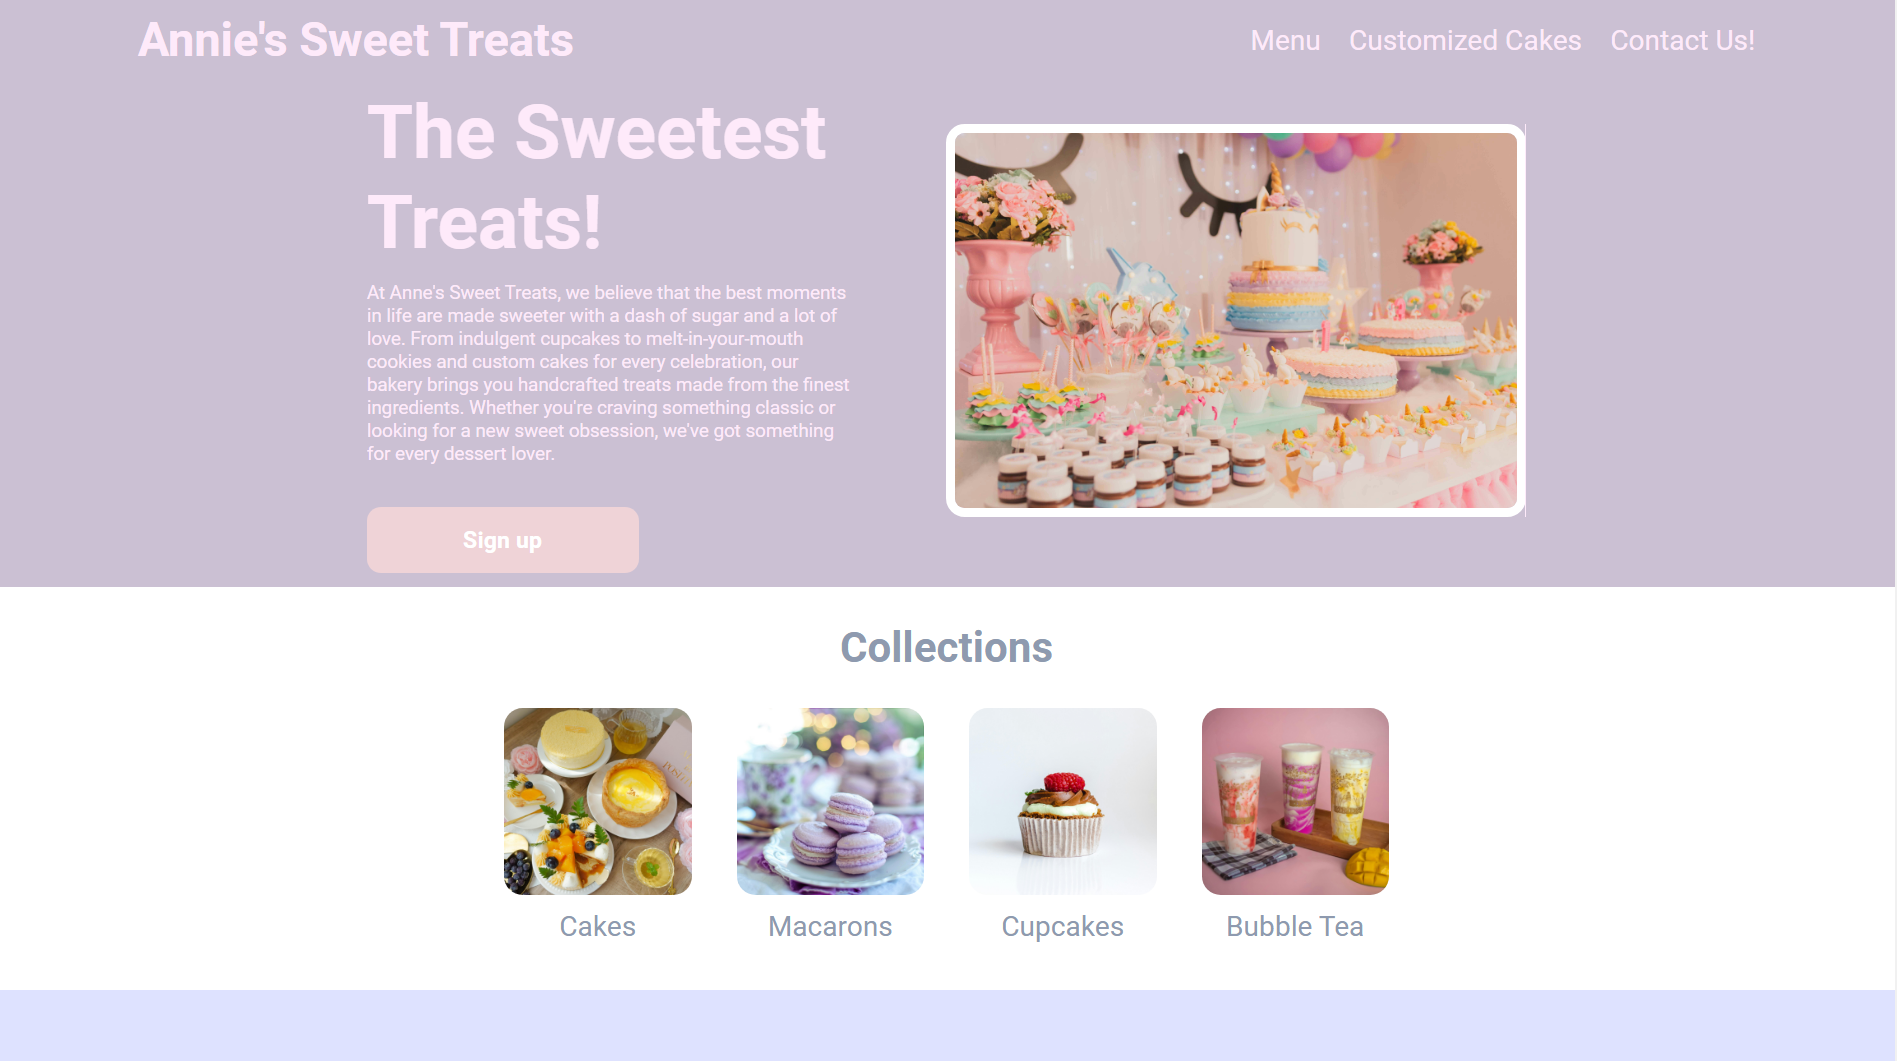 Annie's Sweet Treats
Menu Customized Cakes Contact Us!
The Sweetest
Treats!
At Anne's Sweet Treats, we believe that the best moments
in life are made sweeter with a dash of sugar and a lot of
love. From indulgent cupcakes to melt-in-your-mouth
cookies and custom cakes for every celebration, our
bakery brings you handcrafted treats made from the finest
ingredients. Whether you're craving something classic or
looking for a new sweet obsession, we've got something
for every dessert lover.
Sign up
Collections
Cakes
Macarons
Cupcakes
Bubble Tea